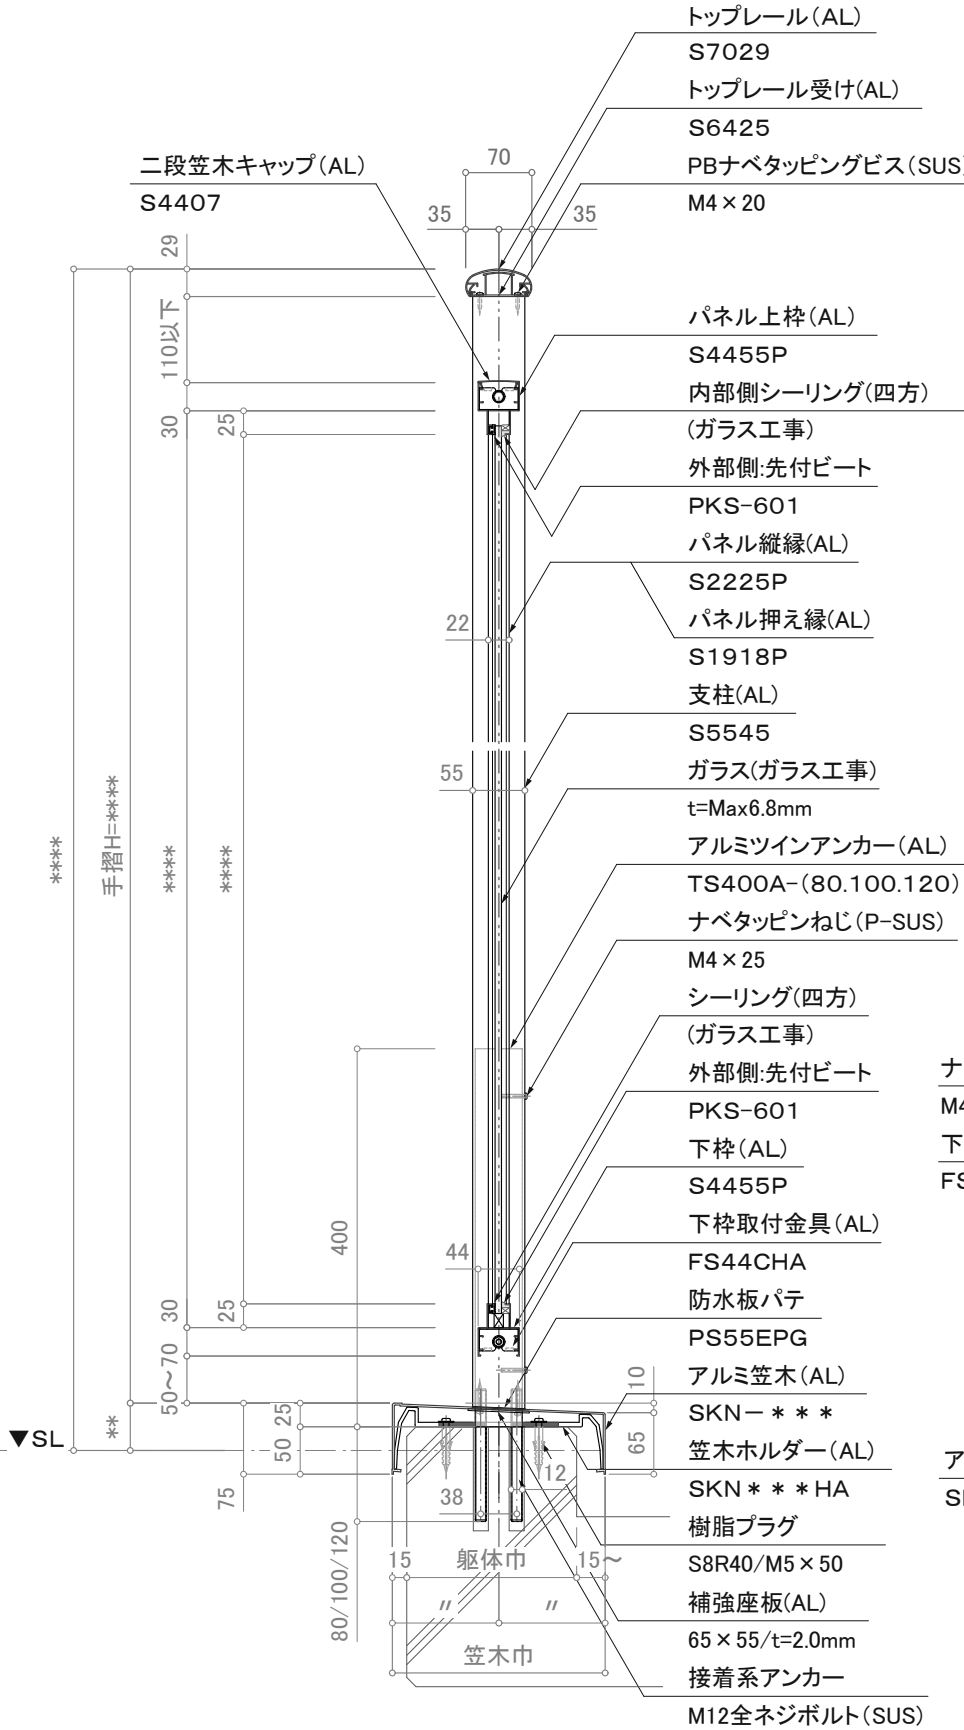 トップレール(AL)
S7029
トップレール受け(AL)
S6425
二段笠木キャップ(AL)
S4407
70
35
35
PBナベタッピングビス(SUS)
M4×20
29
110以下
30
25
パネル上枠(AL)
S4455P
内部側シーリング(四方)
(ガラス工事)
外部側:先付ビート
PKS-601
パネル縦縁(AL)
S2225P
22
パネル押え縁(AL)
S1918P
支柱(AL)
S5545
55
ガラス(ガラス工事)
t=Max6.8mm
****
手摺H=****
****
****
アルミツインアンカー(AL)
TS400A-(80.100.120)
ナベタッピンねじ(P-SUS)
M4×25
シーリング(四方)
(ガラス工事)
外部側:先付ビート
PKS-601
ナ
M4
下
FS
下枠(AL)
S4455P
400
44
下枠取付金具(AL)
FS44CHA
30
25
防水板パテ
PS55EPG
50～70
アルミ笠木(AL)
SKN－＊＊＊
10
65
**
25
50
▼SL
75
笠木ホルダー(AL)
SKN＊＊＊HA
ア
12
38
樹脂プラグ
S8R40/M5×50
80/100/120
15
躯体巾
15～
〃
〃
補強座板(AL)
65×55/t=2.0mm
笠木巾
接着系アンカー
M12全ネジボルト(SUS)